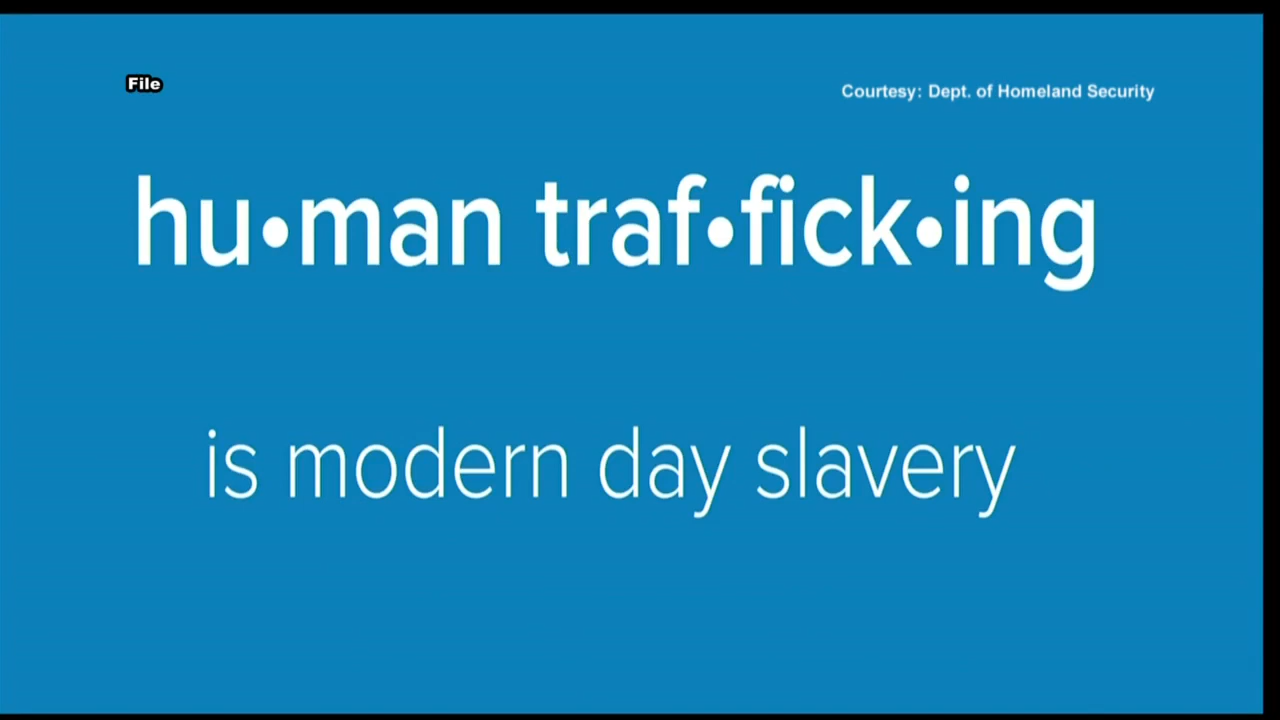 File
Courtesy: Dept. of Homeland Security
hu•man traf•fick•ing
is modern day slavery